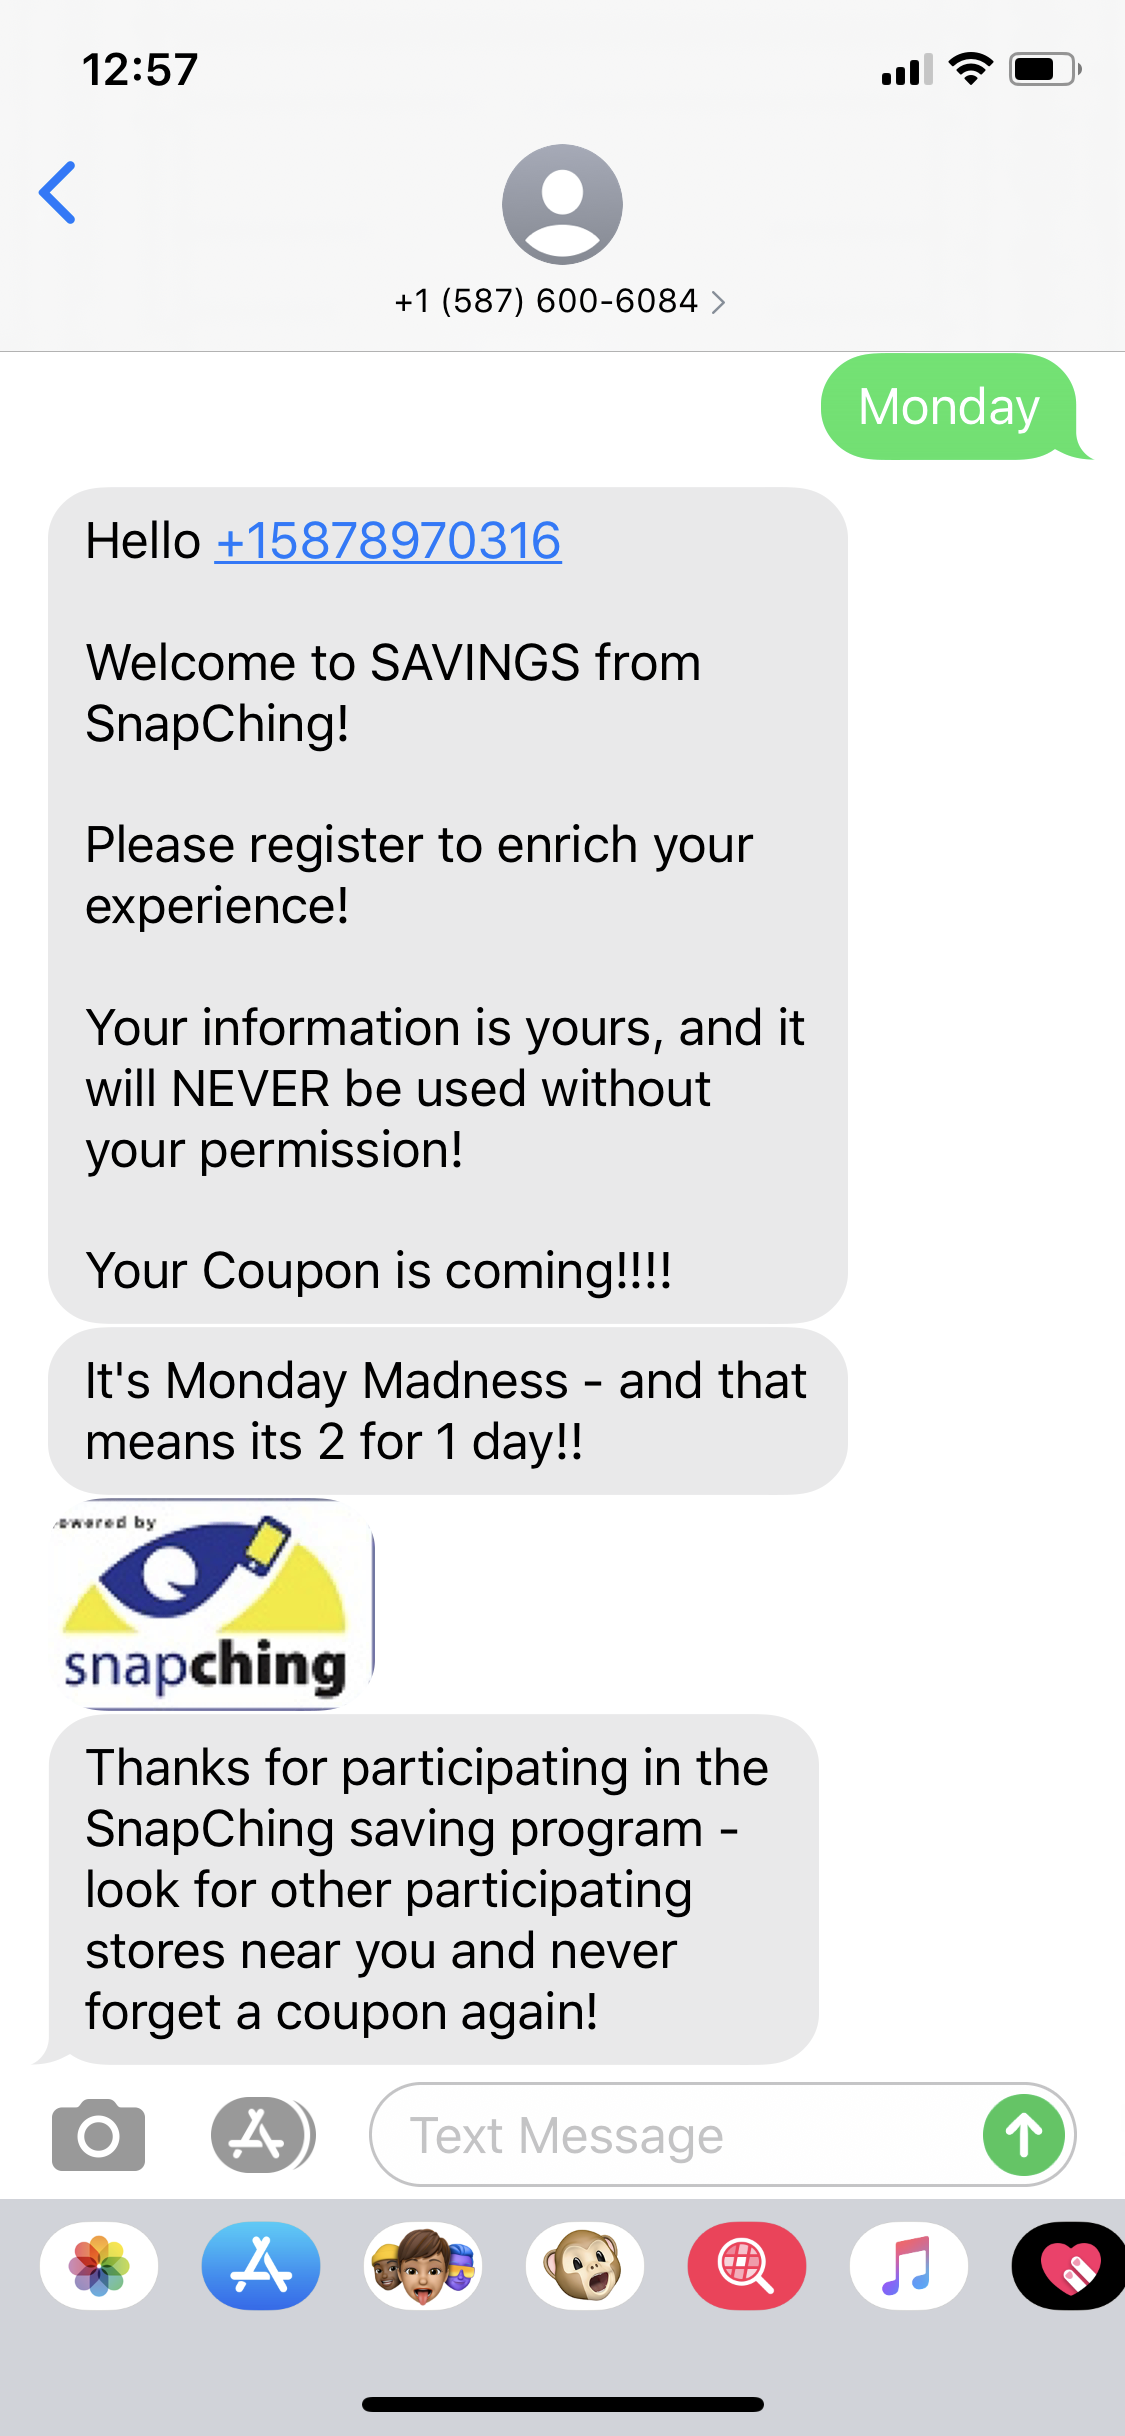 12:57
+1 (587) 600-6084
Monday
Hello +15878970316
Welcome to SAVINGS from
SnapChing!
Please register to enrich your
experience!
Your information is yours, and it
will NEVER be used without
your permission!
Your Coupon is coming!!!!
It's Monday Madness - and that
means its 2 for 1 day!!
owered by
snapching
Thanks for participating in the
SnapChing saving program -
look for other participating
stores near you and never
forget a coupon again!
Text Message